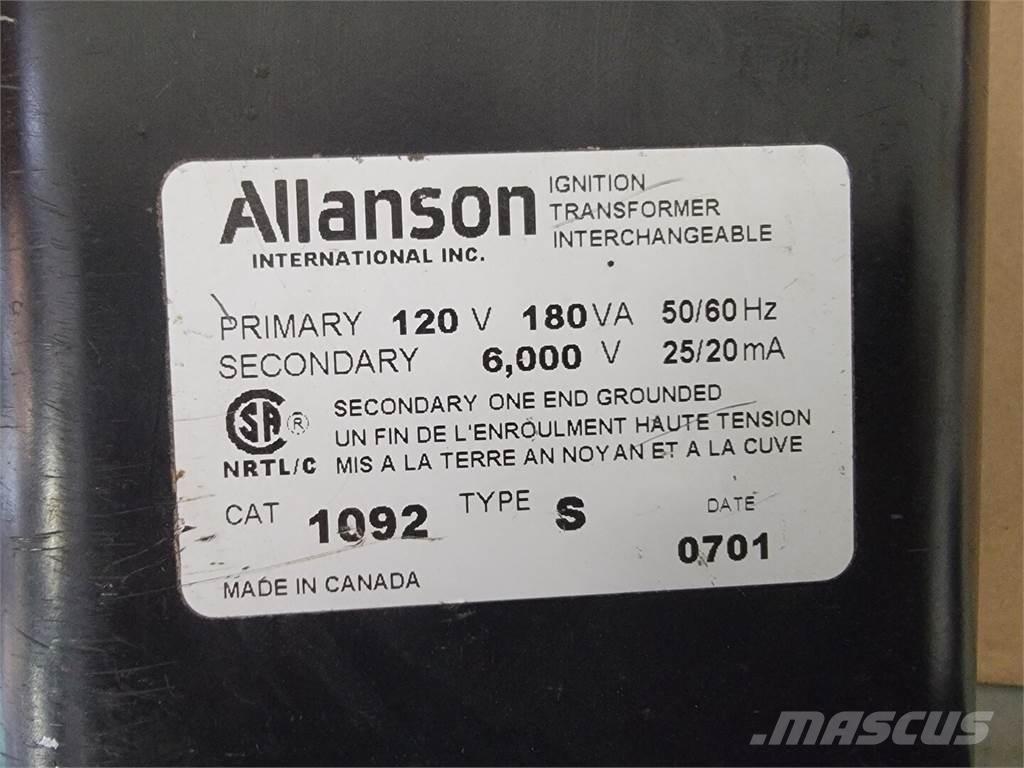 Allanson
INTERNATIONAL INC.
IGNITION
TRANSFORMER
INTERCHANGEABLE
PRIMARY 120 V 180 VA 50/60 Hz
SECONDARY 6,000 V 25/20 mA
SA ®
NRTL/C
SECONDARY ONE END GROUNDED
UN FIN DE L'ENROULMENT HAUTE TENSION
MIS A LA TERRE AN NOYAN ET A LA CUVE
CAT 1092 TYPE S DATE
0701
MADE IN CANADA
MASCUS